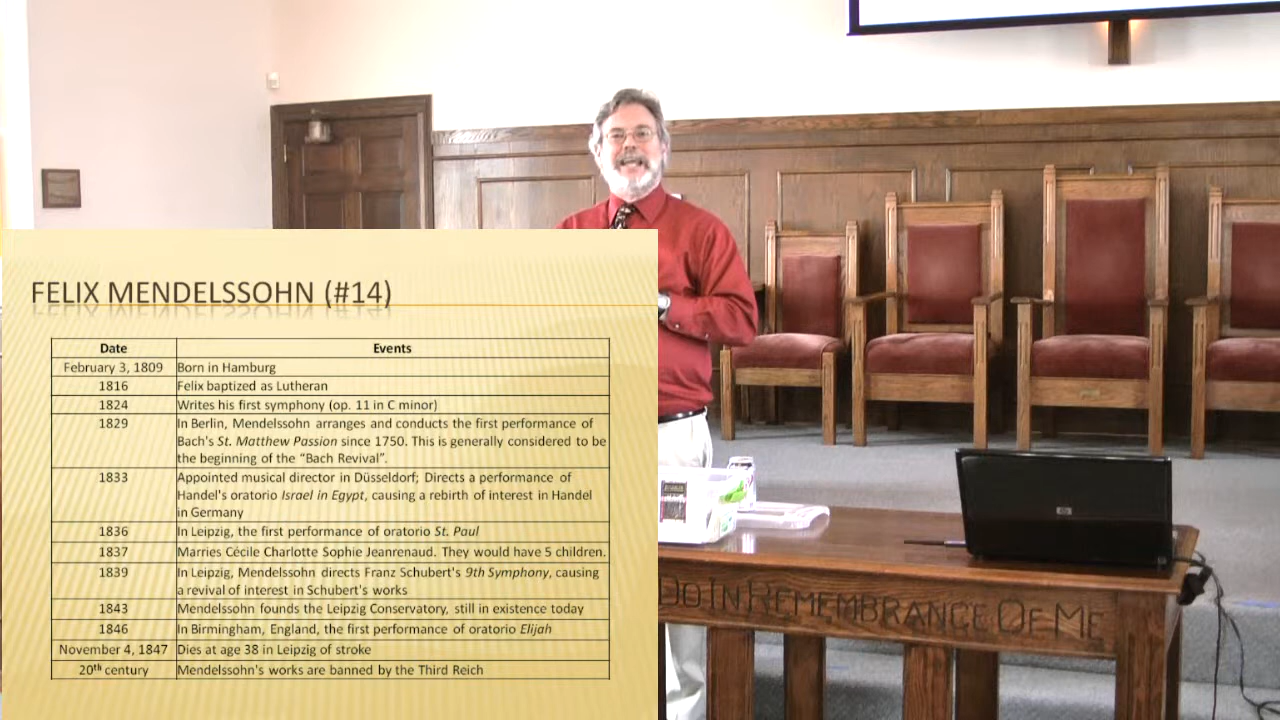 FELIX MENDELSSOHN (#14)
Date Events
February 3, 1809 Born in Hamburg
1816 Felix baptized as Lutheran
1824 Writes his first symphony (op. 11 in C minor)
1829 In Berlin, Mendelssohn arranges and conducts the first performance of
Bach's St. Matthew Passion since 1750. This is generally considered to be
the beginning of the "Bach Revival".
1833 Appointed musical director in Düsseldorf; Directs a performance of
Handel's oratorio Israel in Egypt, causing a rebirth of interest in Handel
in Germany
1836 In Leipzig, the first performance of oratorio St. Paul
1837 Marries Cécile Charlotte Sophie Jeanrenaud. They would have 5 children.
1839 In Leipzig, Mendelssohn directs Franz Schubert's 9th Symphony, causing
a revival of interest in Schubert's works
1843 Mendelssohn founds the Leipzig Conservatory, still in existence today
1846 In Birmingham, England, the first performance of oratorio Elijah
November 4, 1847 Dies at age 38 in Leipzig of stroke
20th century Mendelssohn's works are banned by the Third Reich
DO IN REMEMBRANCE OF ME
hp